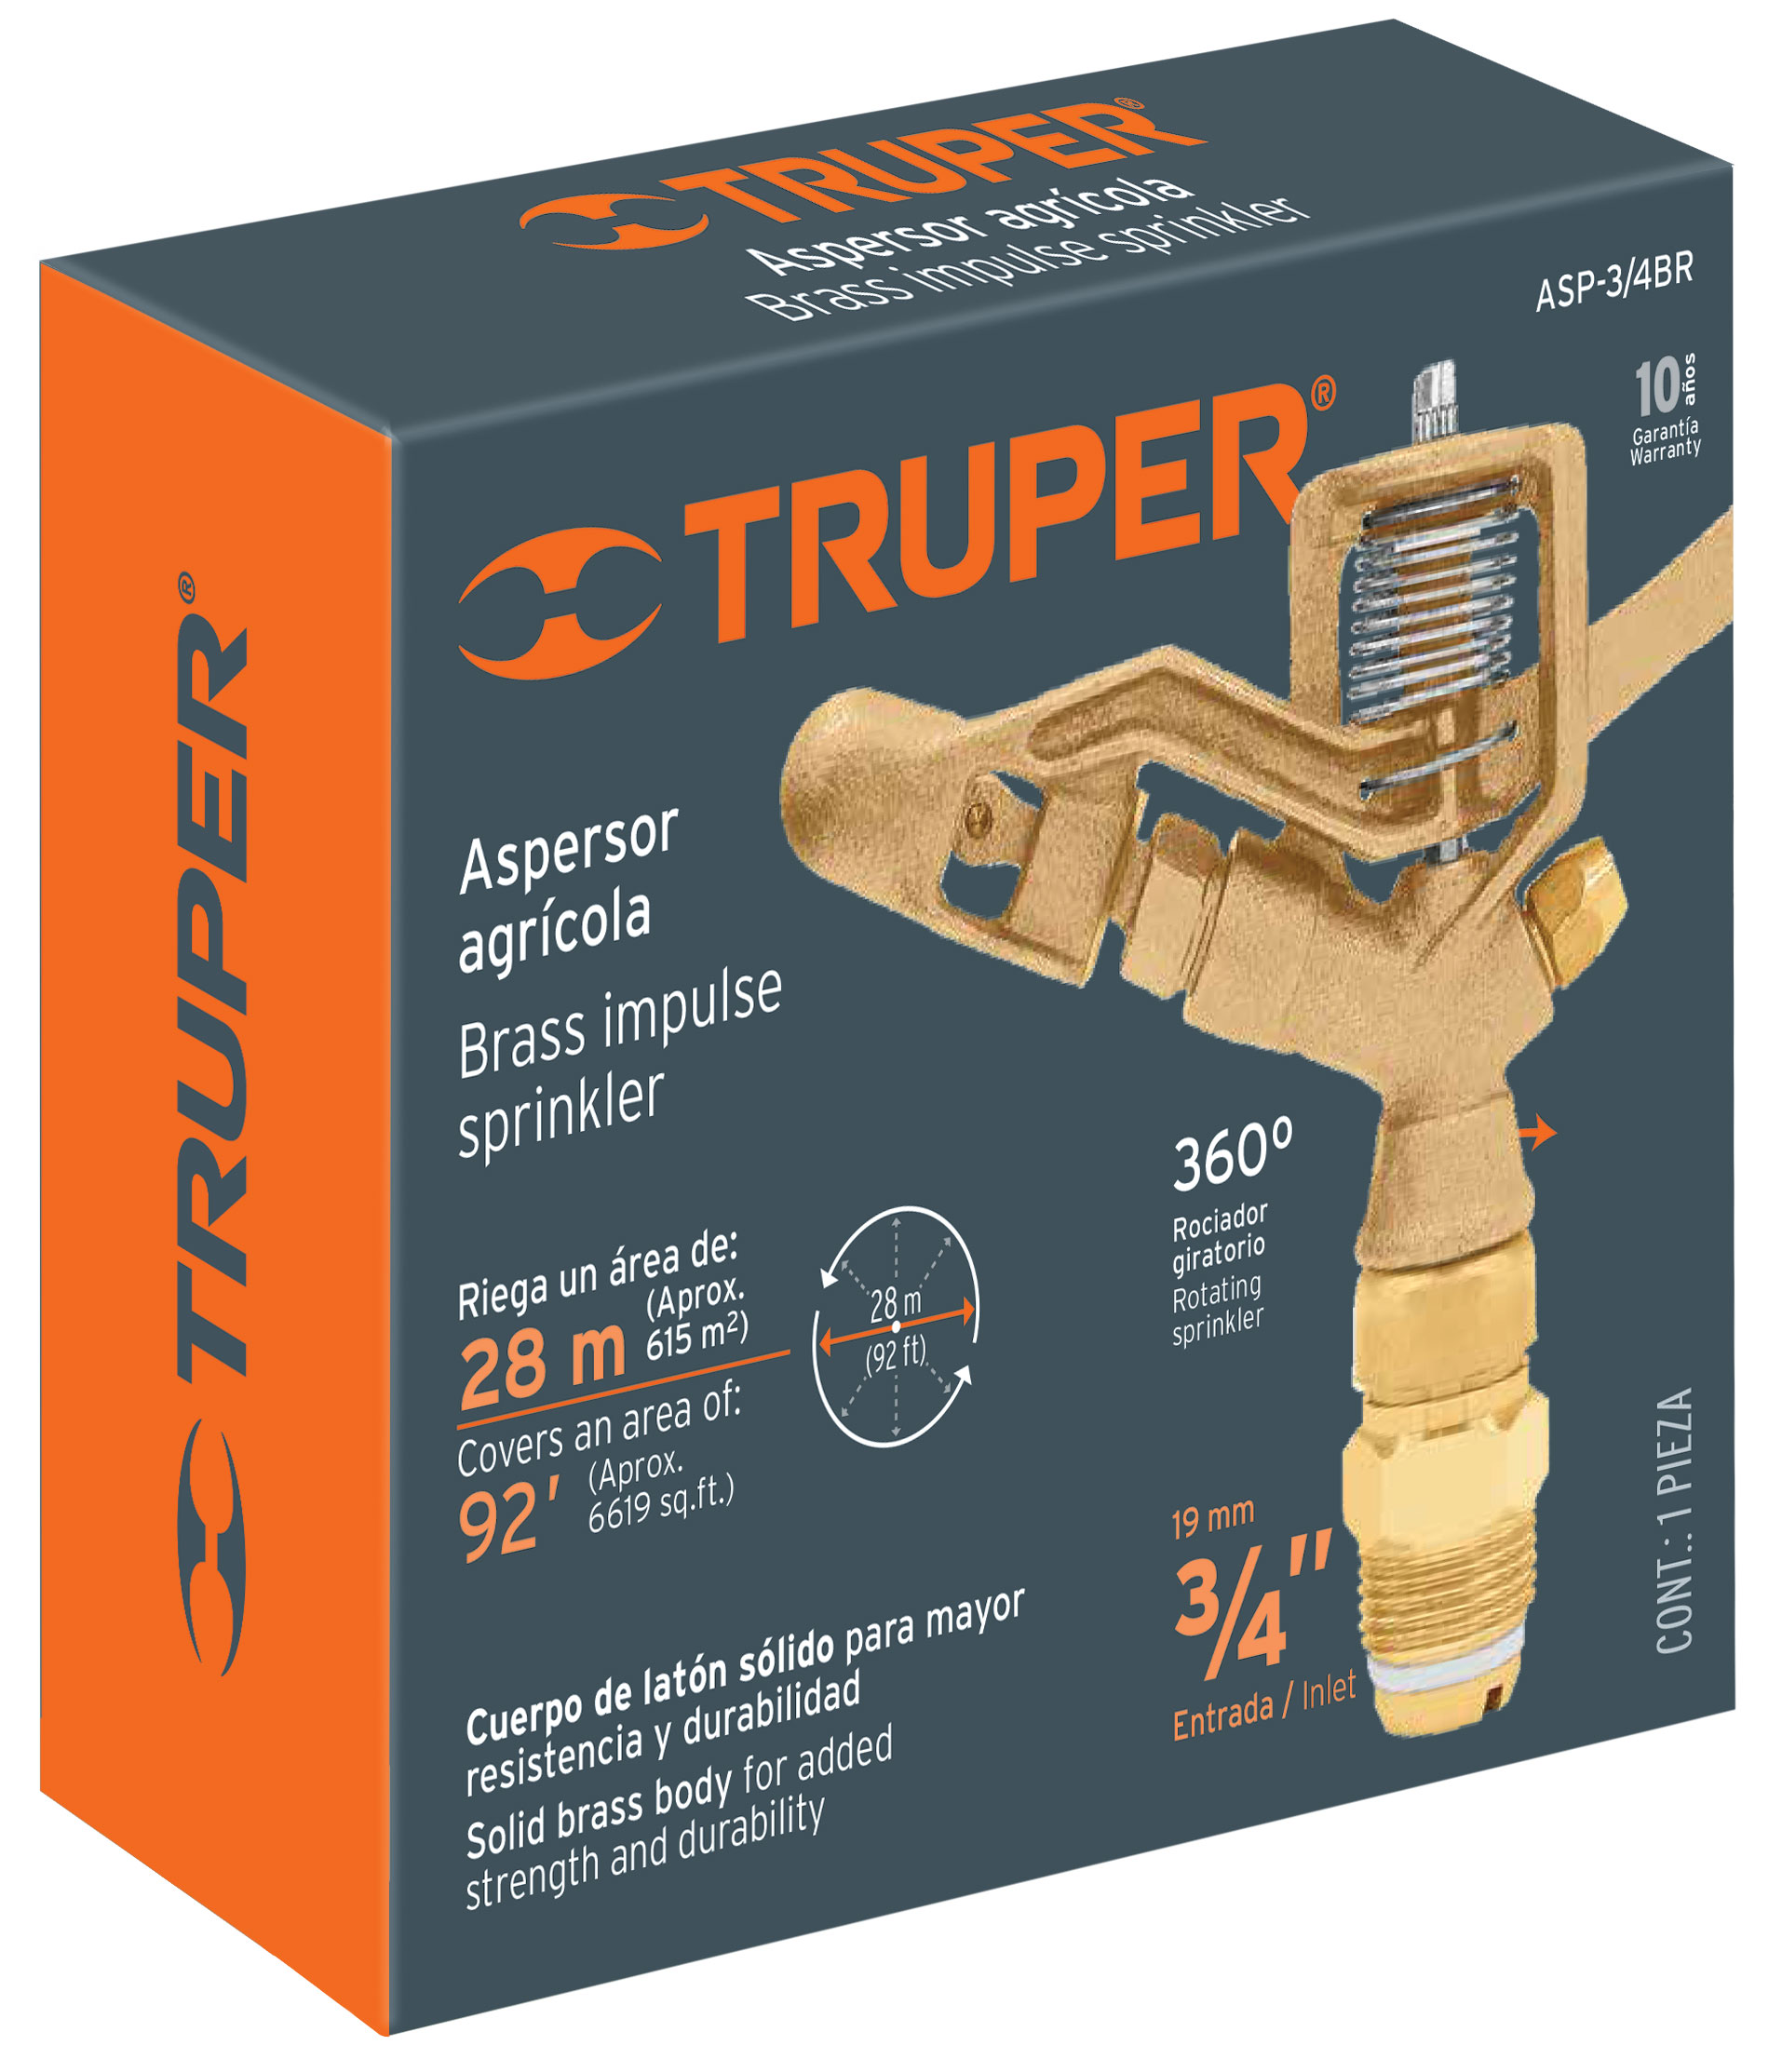 TRUPER®
Aspersor agrícola
Brass impulse sprinkler
ASP-3/4BR
10 años
Garantía
Warranty
TRUPER®
TRUPER®
Aspersor
agrícola
Brass impulse
sprinkler
360º
Rociador
giratorio
Rotating
sprinkler
Riega un área de:
28 m (Aprox.
615 m²)
Covers an area of:
92' (Aprox.
6619 sq.ft.)
28 m
(92 ft)
19 mm
3/4"
Entrada / Inlet
CONT.: 1 PIEZA
Cuerpo de latón sólido para mayor
resistencia y durabilidad
Solid brass body for added
strength and durability